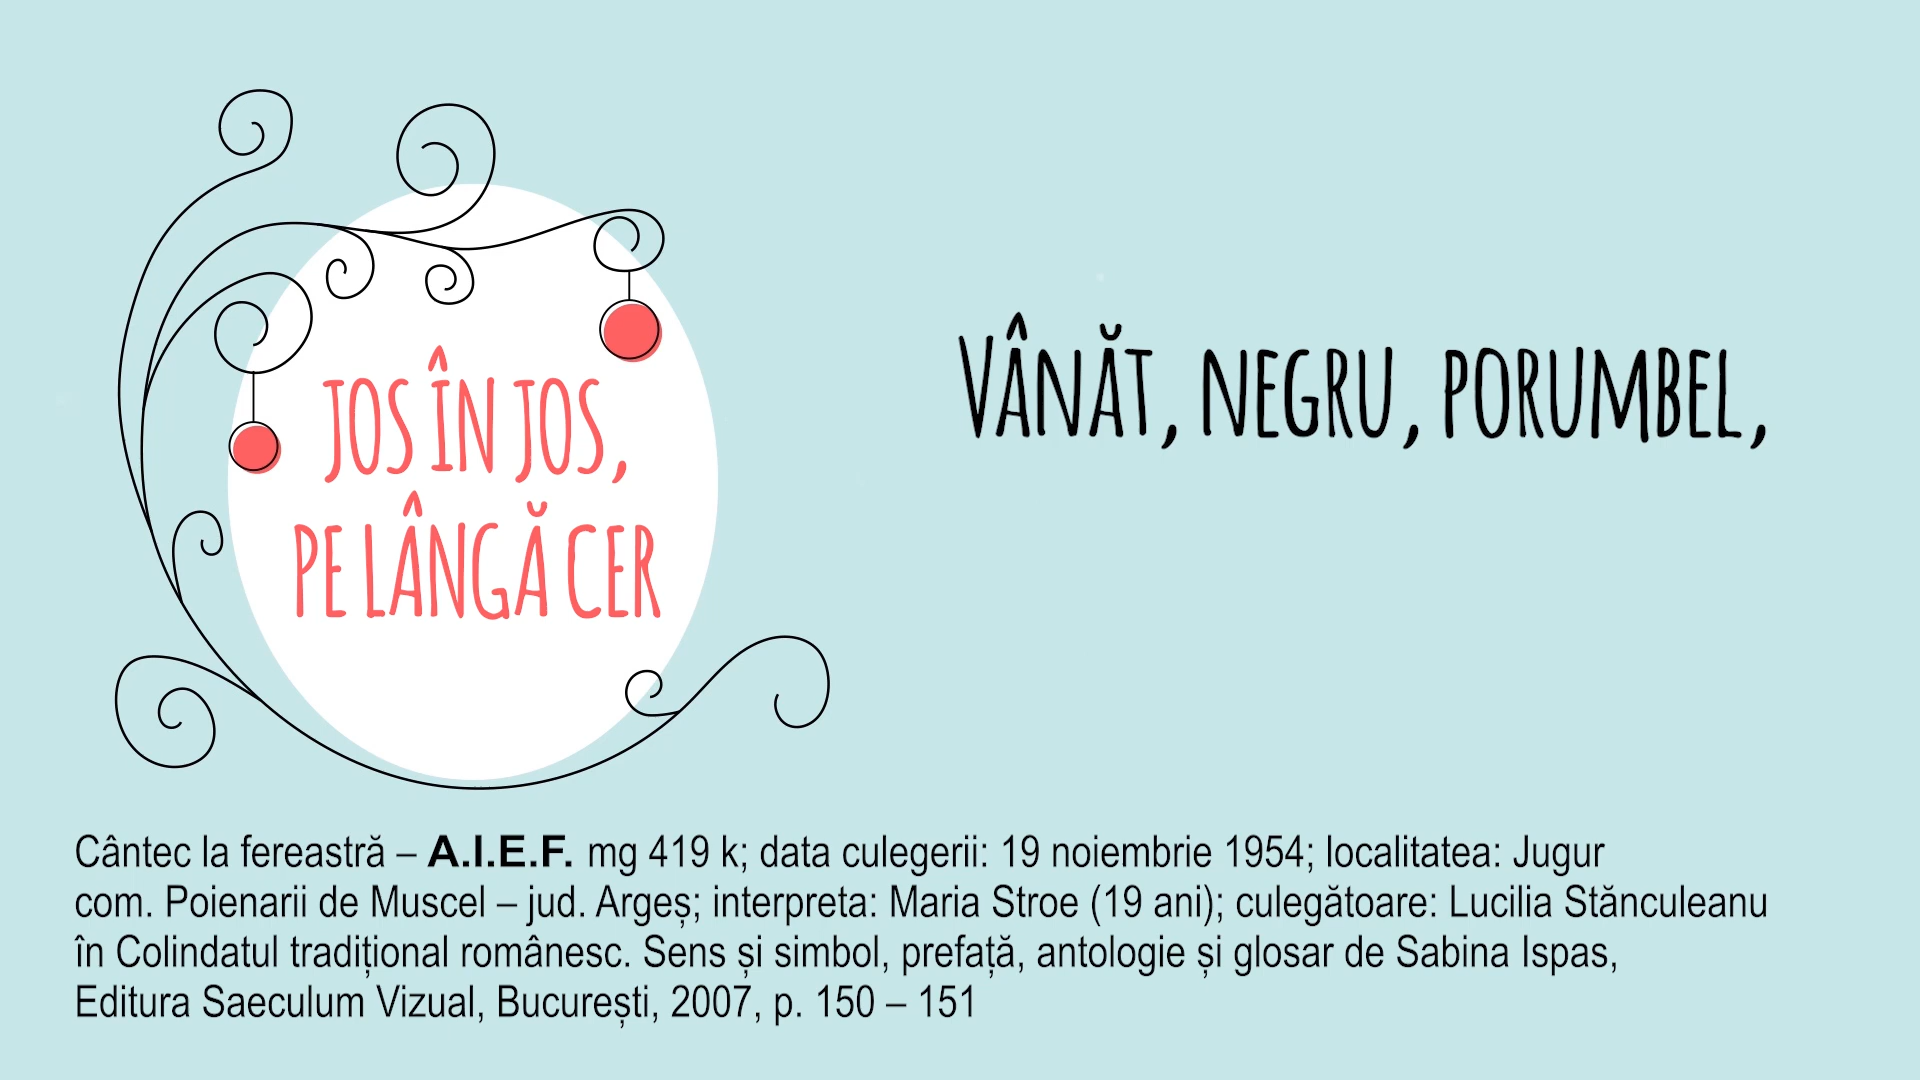 JOS ÎN JOS,
PE LÂNGĂ CER
VÂNĂT, NEGRU, PORUMBEL,
Cântec la fereastră – A.I.E.F. mg 419 k; data culegerii: 19 noiembrie 1954; localitatea: Jugur
com. Poienarii de Muscel – jud. Argeș; interpreta: Maria Stroe (19 ani); culegătoare: Lucilia Stănculeanu
în Colindatul tradițional românesc. Sens și simbol, prefață, antologie și glosar de Sabina Ispas,
Editura Saeculum Vizual, București, 2007, p. 150 – 151